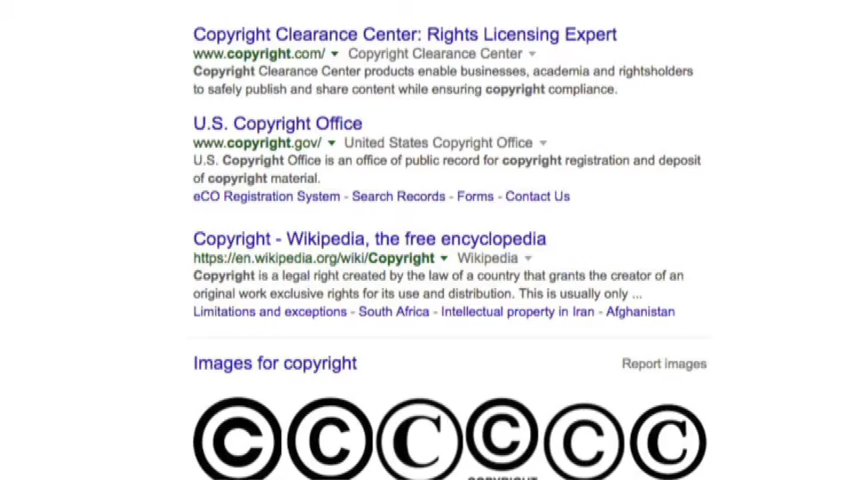 Copyright Clearance Center: Rights Licensing Expert
www.copyright.com/ ▾ Copyright Clearance Center ▾
Copyright Clearance Center products enable businesses, academia and rightsholders
to safely publish and share content while ensuring copyright compliance.
U.S. Copyright Office
www.copyright.gov/ ▾ United States Copyright Office ▾
U.S. Copyright Office is an office of public record for copyright registration and deposit
of copyright material.
eCO Registration System - Search Records - Forms - Contact Us
Copyright - Wikipedia, the free encyclopedia
https://en.wikipedia.org/wiki/Copyright ▾ Wikipedia ▾
Copyright is a legal right created by the law of a country that grants the creator of an
original work exclusive rights for its use and distribution. This is usually only ...
Limitations and exceptions - South Africa - Intellectual property in Iran - Afghanistan
Images for copyright Report images
© © © © © ©
COPYRIGHT